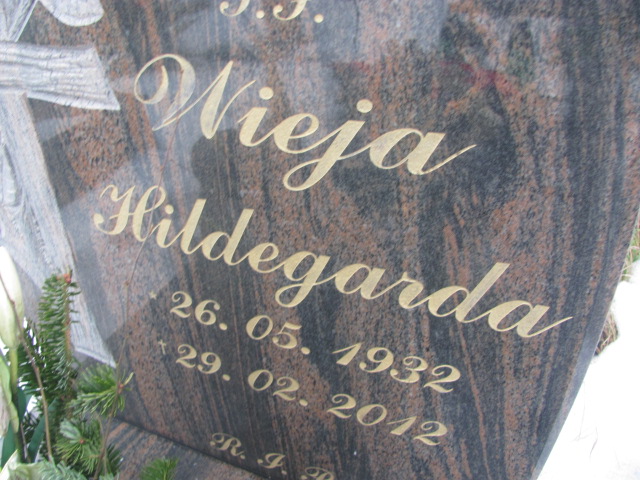 Nieja
Hildegarda
* 26. 05. 1932
† 29. 02. 2012
R. I. P